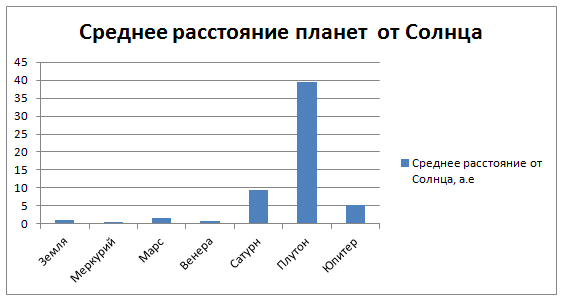 Среднее расстояние планет от Солнца
45
40
35
30
25
20
15
10
5
0
Земля
Меркурий
Марс
Венера
Сатурн
Плутон
Юпитер
Среднее расстояние от
Солнца, а.е